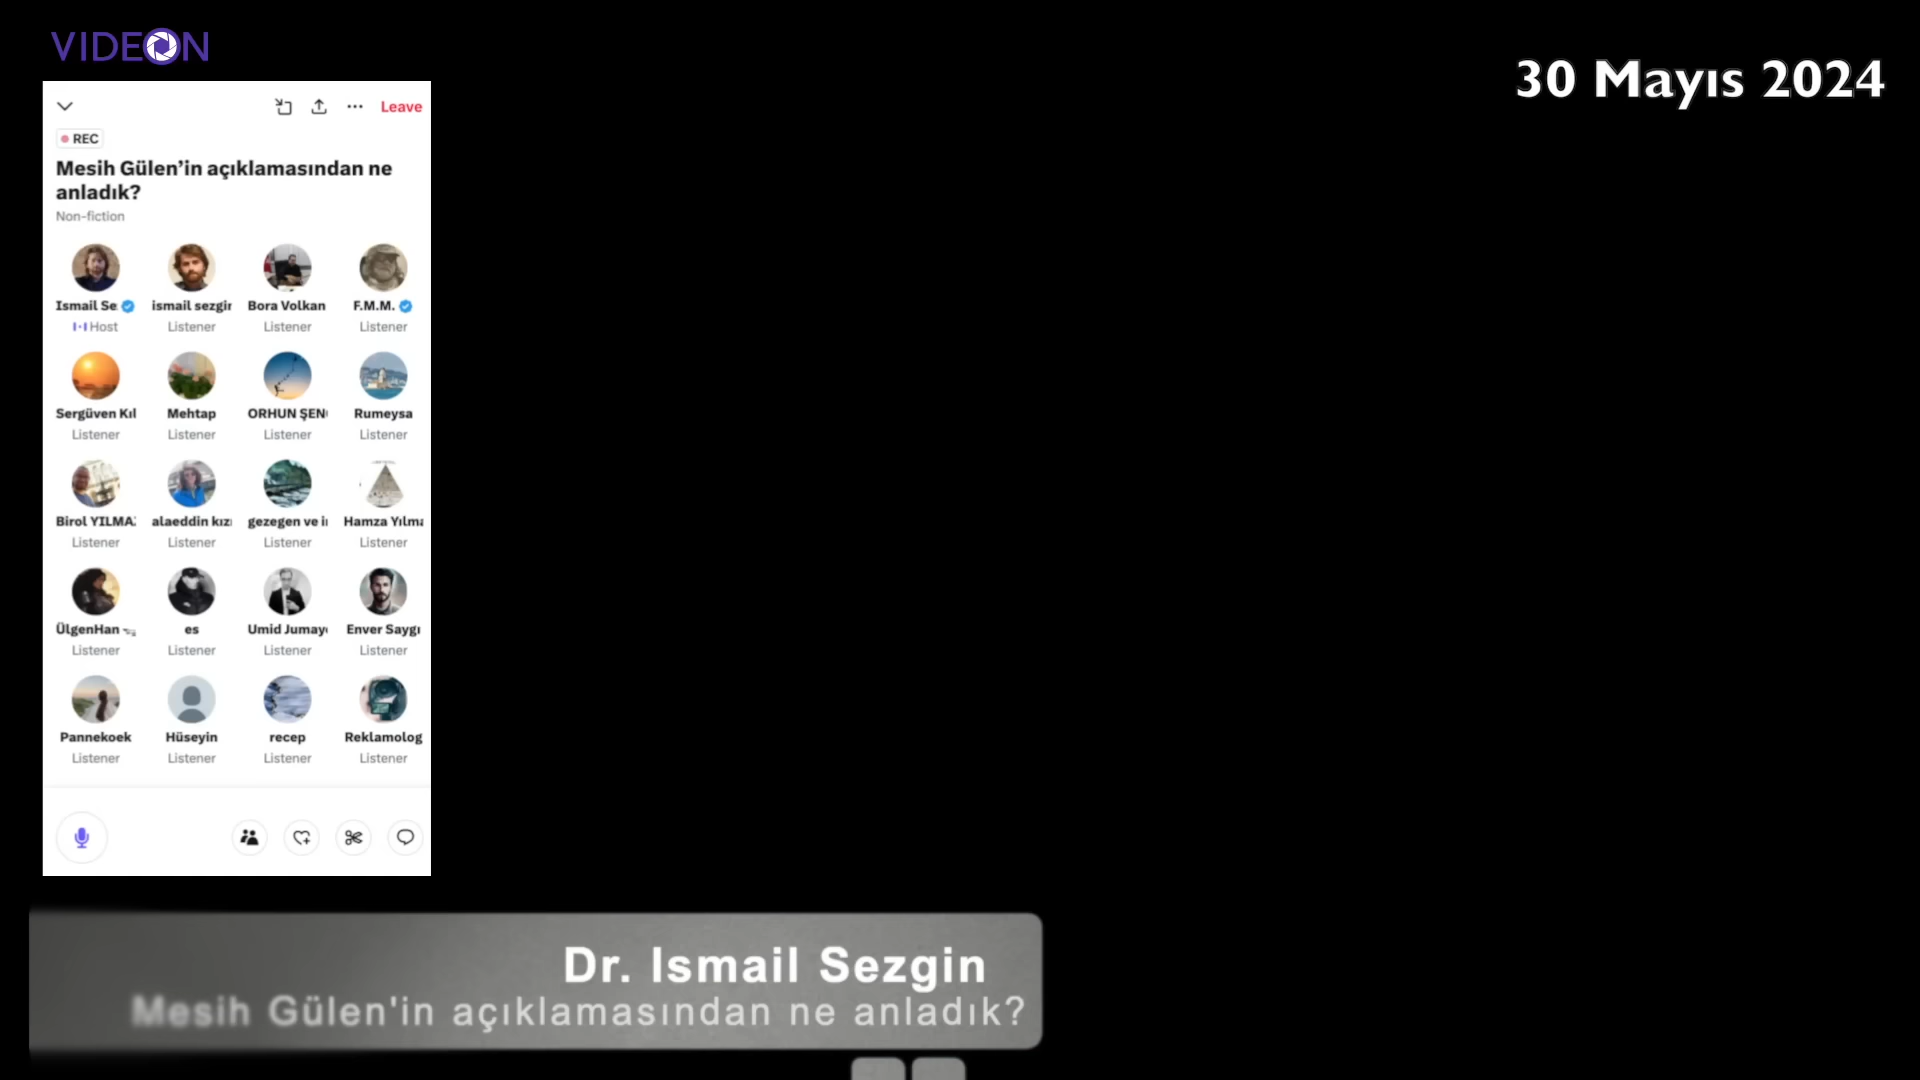 VIDEON
30 Mayıs 2024
Leave
REC
Mesih Gülen’in açıklamasından ne
anladık?
Non-fiction
Ismail Se
ismail sezgin
Bora Volkan
F.M.M.
Host
Listener
Listener
Listener
Sergüven Kıl
Mehtap
ORHUN ŞEN
Rumeysa
Listener
Listener
Listener
Listener
Birol YILMA
alaeddin kız
gezegen ve i
Hamza Yılma
Listener
Listener
Listener
Listener
ÜlgenHan
es
Umid Jumay
Enver Saygı
Listener
Listener
Listener
Listener
Pannekoek
Hüseyin
recep
Reklamolog
Listener
Listener
Listener
Listener
Dr. Ismail Sezgin
Mesih Gülen'in açıklamasından ne anladık?